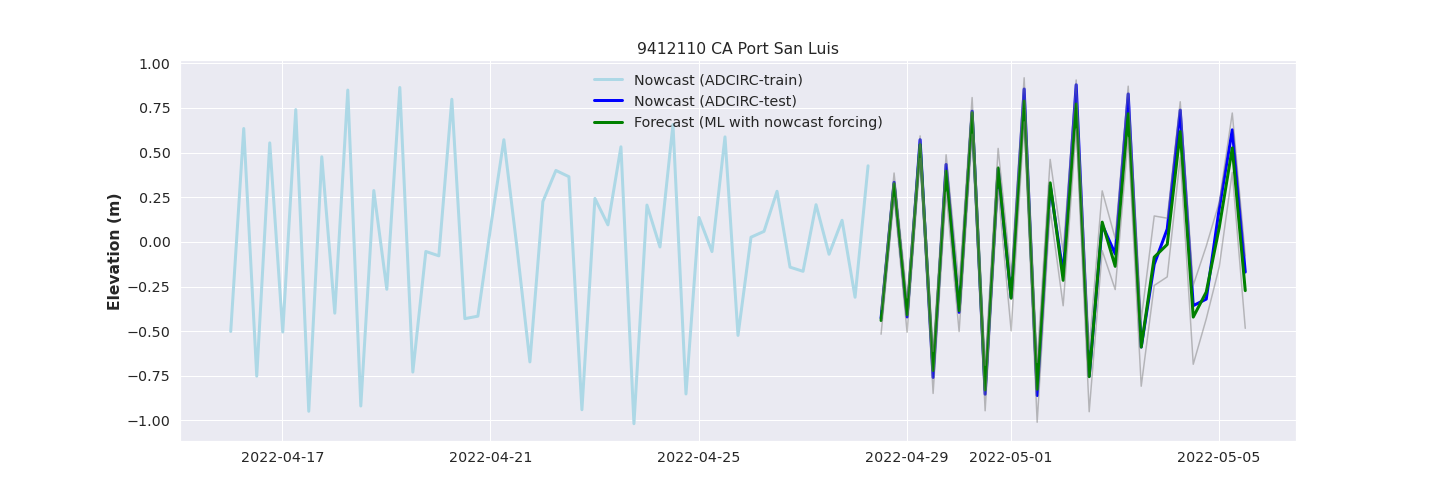 9412110 CA Port San Luis
Nowcast (ADCIRC-train)
Nowcast (ADCIRC-test)
Forecast (ML with nowcast forcing)
Elevation (m)
1.00
0.75
0.50
0.25
0.00
−0.25
−0.50
−0.75
−1.00
2022-04-17 2022-04-21 2022-04-25 2022-04-29 2022-05-01 2022-05-05